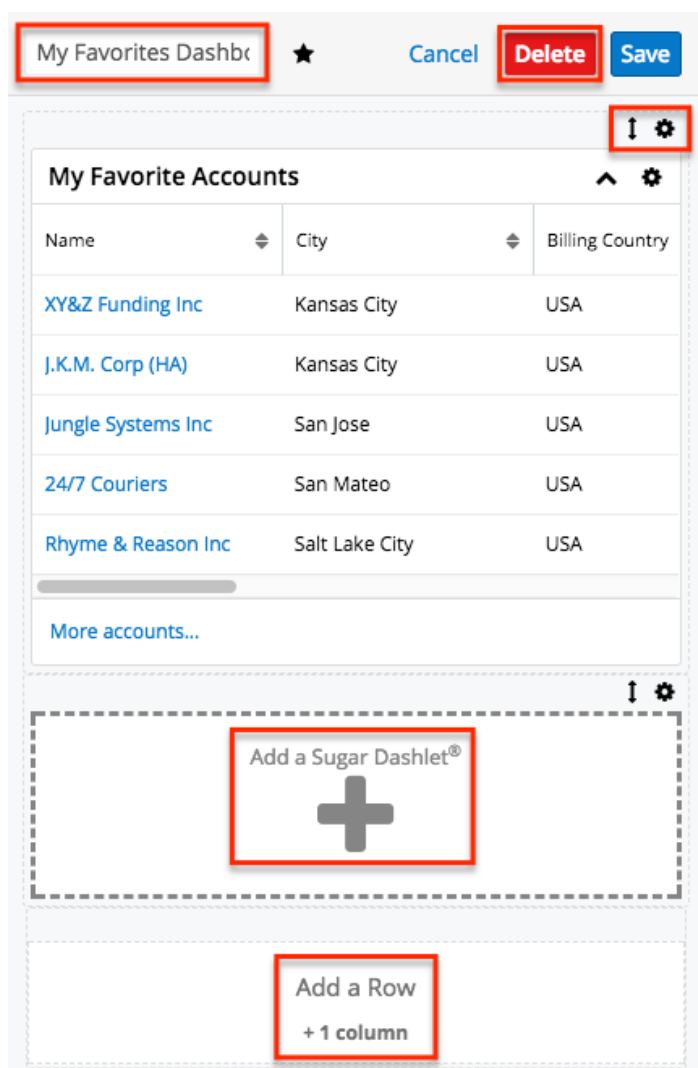 My Favorites Dashbo Cancel Delete Save
My Favorite Accounts
Name City Billing Country
XY&Z Funding Inc Kansas City USA
J.K.M. Corp (HA) Kansas City USA
Jungle Systems Inc San Jose USA
24/7 Couriers San Mateo USA
Rhyme & Reason Inc Salt Lake City USA
More accounts...
Add a Sugar Dashlet®
Add a Row
+ 1 column